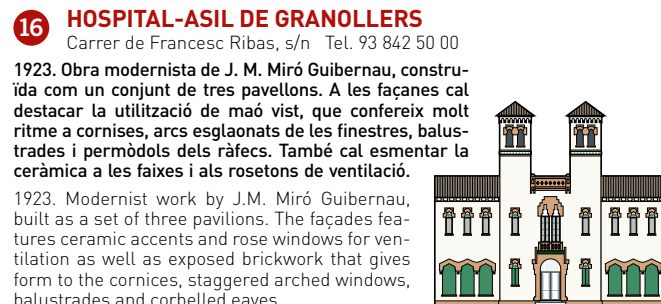 16 HOSPITAL-ASIL DE GRANOLLERS
Carrer de Francesc Ribas, s/n Tel. 93 842 50 00
1923. Obra modernista de J. M. Miró Guibernau, constru-
ïda com un conjunt de tres pavellons. A les façanes cal
destacar la utilització de maó vist, que confereix molt
ritme a cornises, arcs esglaonats de les finestres, balus-
trades i permòdols dels ràfecs. També cal esmentar la
ceràmica a les faixes i als rosetons de ventilació.
1923. Modernist work by J.M. Miró Guibernau,
built as a set of three pavilions. The façades fea-
tures ceramic accents and rose windows for ven-
tilation as well as exposed brickwork that gives
form to the cornices, staggered arched windows,
balustrades and corbelled eaves.